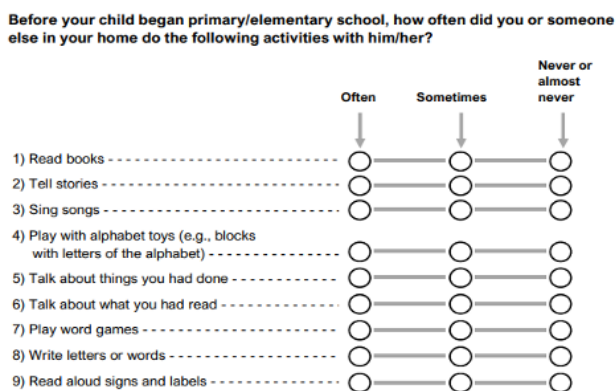 Before your child began primary/elementary school, how often did you or someone
else in your home do the following activities with him/her?
Never or
almost
Often Sometimes never
1) Read books
2) Tell stories
3) Sing songs
4) Play with alphabet toys (e.g., blocks
with letters of the alphabet)
5) Talk about things you had done
6) Talk about what you had read
7) Play word games
8) Write letters or words
9) Read aloud signs and labels